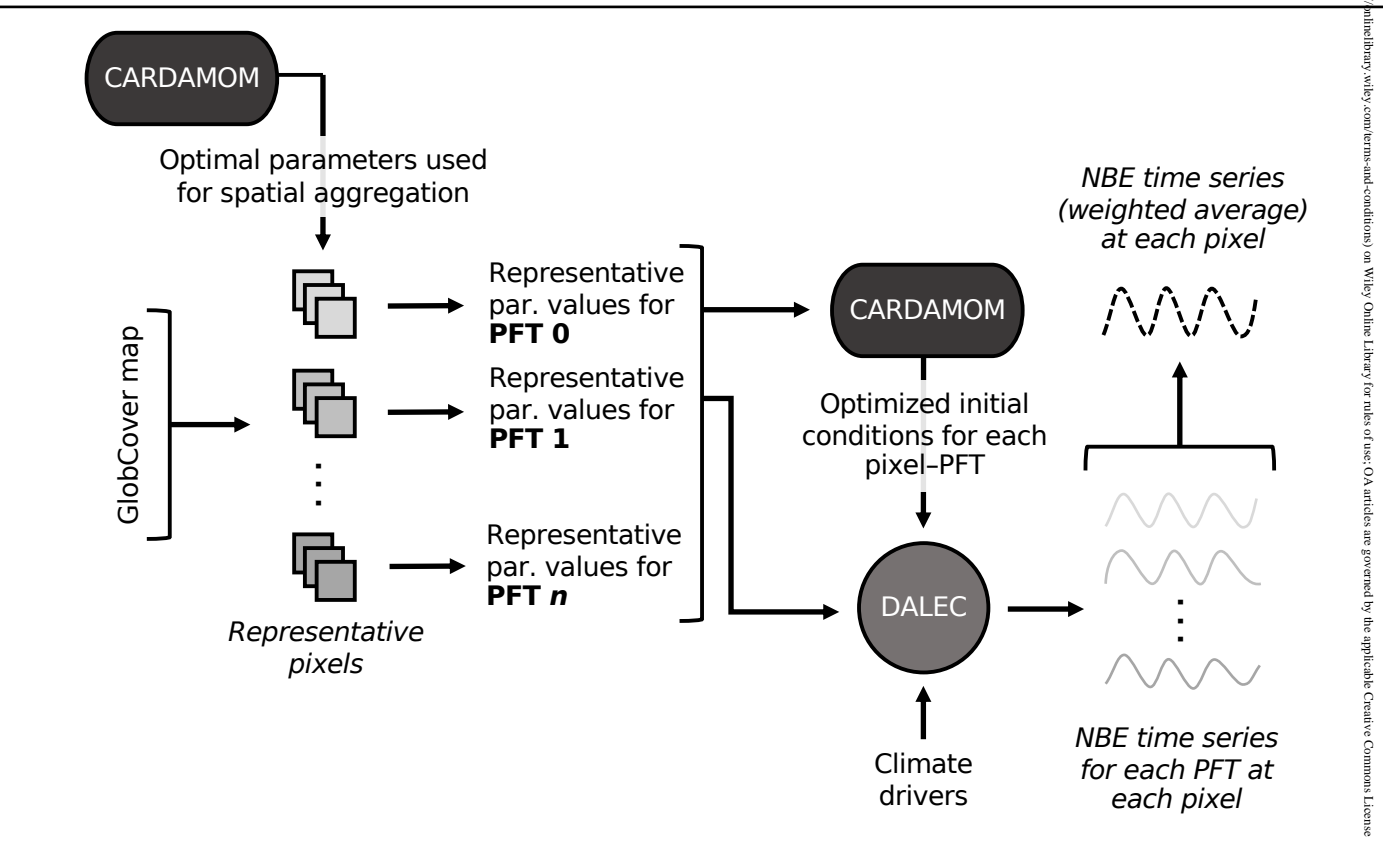 CARDAMOM
Optimal parameters used
for spatial aggregation
GlobCover map
Representative
par. values for
PFT 0
Representative
par. values for
PFT 1
Representative
par. values for
PFT n
Representative
pixels
CARDAMOM
Optimized initial
conditions for each
pixel–PFT
DALEC
Climate
drivers
NBE time series
(weighted average)
at each pixel
NBE time series
for each PFT at
each pixel
onlinelibrary.wiley.com/terms-and-conditions) on Wiley Online Library for rules of use; OA articles are governed by the applicable Creative Commons License